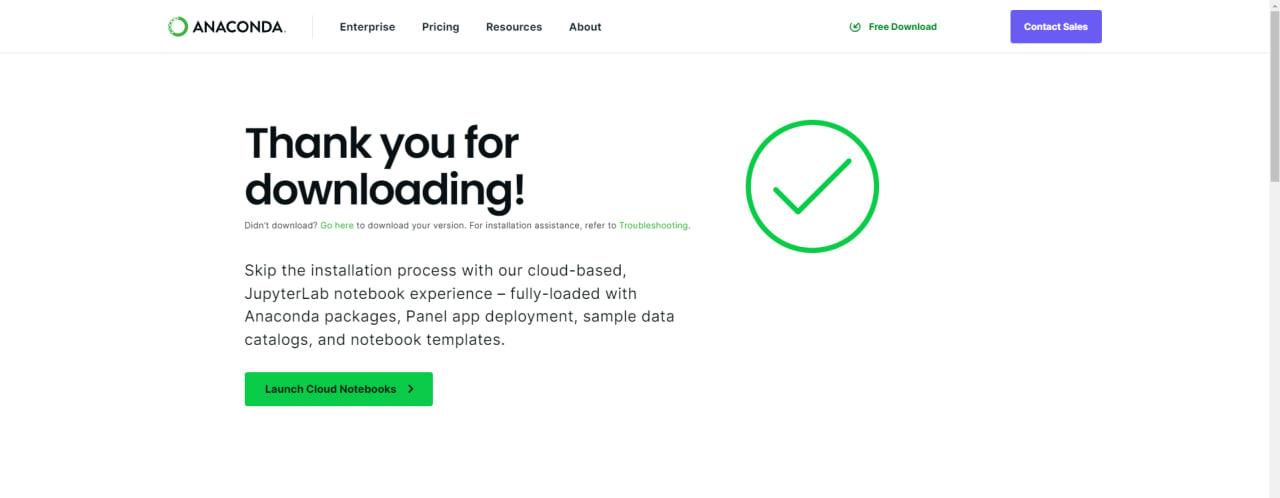 ANACONDA
Enterprise Pricing Resources About
Free Download
Contact Sales
Thank you for
downloading!
Didn't download? Go here to download your version. For installation assistance, refer to Troubleshooting.
Skip the installation process with our cloud-based,
JupyterLab notebook experience – fully-loaded with
Anaconda packages, Panel app deployment, sample data
catalogs, and notebook templates.
Launch Cloud Notebooks